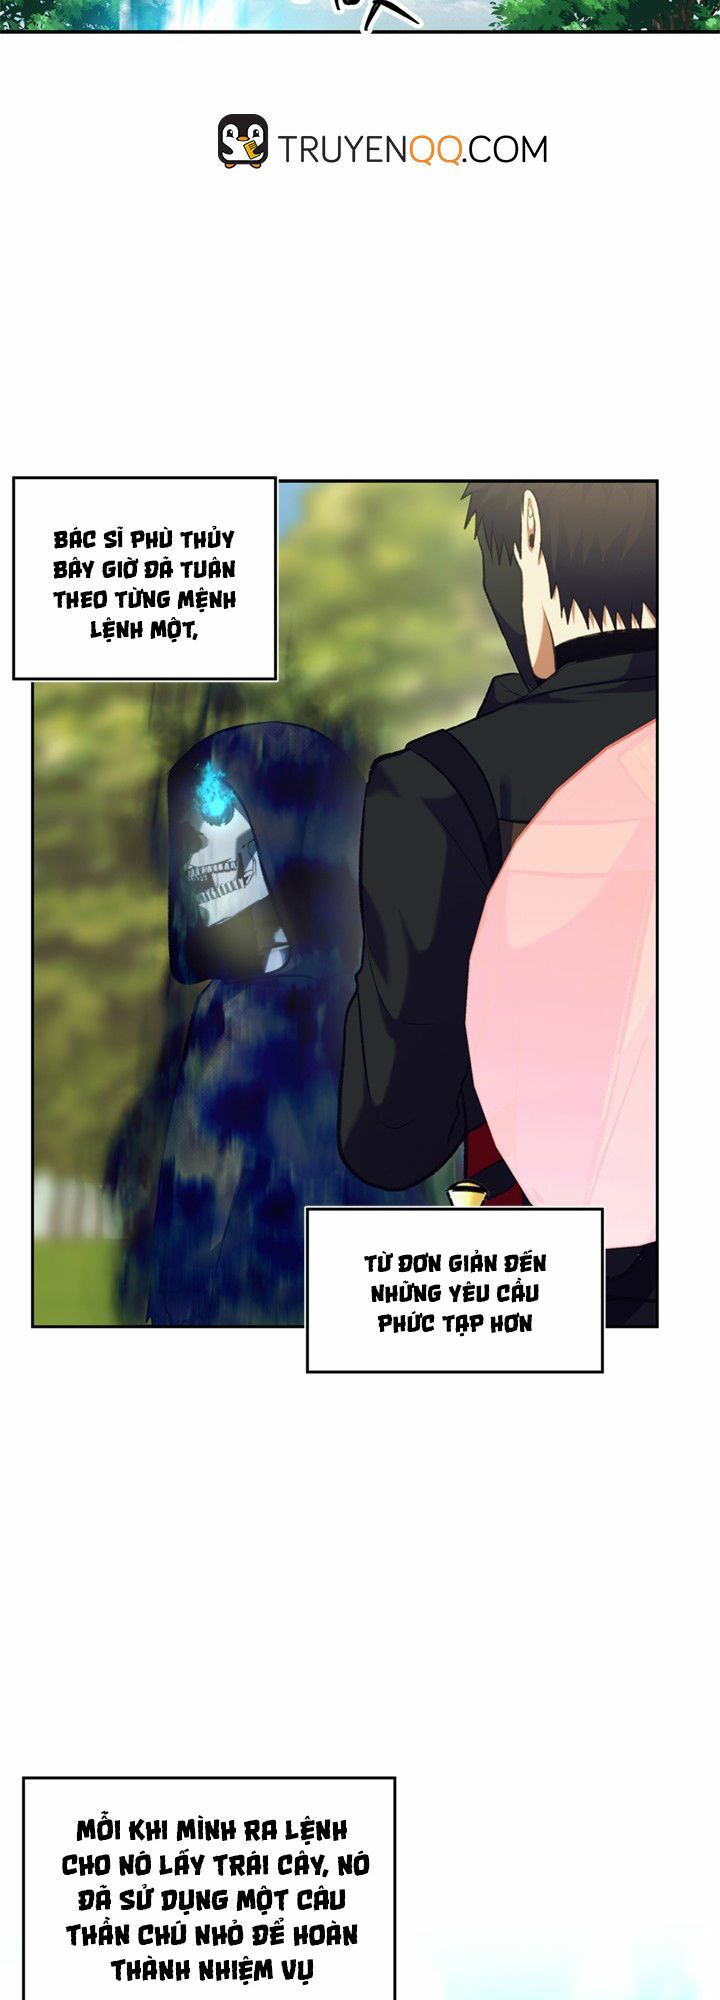 TRUYENQQ.COM
BÁC SĨ PHÙ THỦY
BÂY GIỜ ĐÃ TUÂN
THEO TỪNG MỆNH
LỆNH MỘT,
TỪ ĐƠN GIẢN ĐẾN
NHỮNG YÊU CẦU
PHỨC TẠP HƠN
MỖI KHI MÌNH RA LỆNH
CHO NÓ LẤY TRÁI CÂY, NÓ
ĐÃ SỬ DỤNG MỘT CÂU
THẦN CHÚ NHỎ ĐỂ HOÀN
THÀNH NHIỆM VỤ